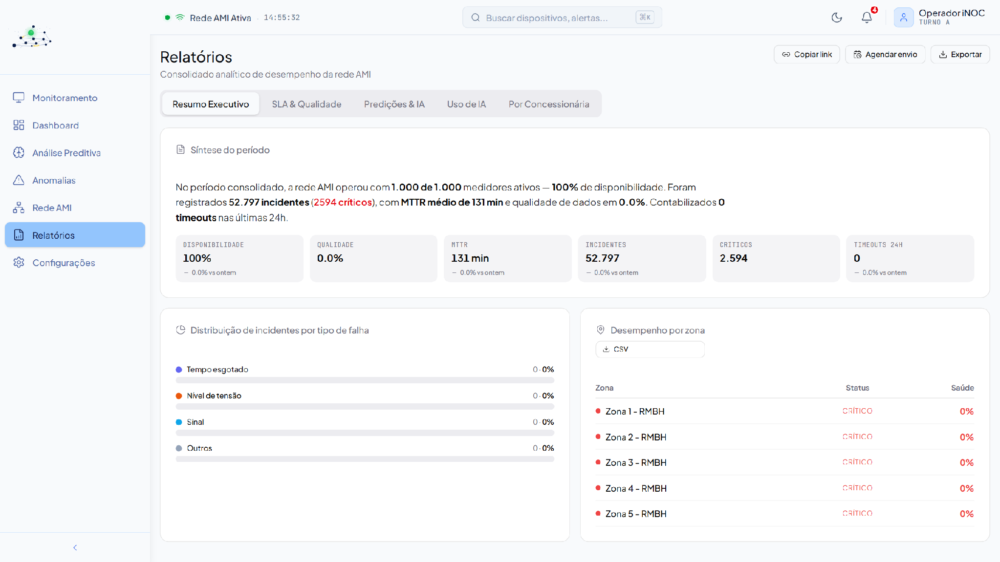 Rede AMI Ativa · 14:55:32
Buscar dispositivos, alertas...
⌘K
4
Operador iNOC
TURNO A
Monitoramento
Dashboard
Análise Preditiva
Anomalias
Rede AMI
Relatórios
Configurações
Relatórios
Consolidado analítico de desempenho da rede AMI
Copiar link
Agendar envio
Exportar
Resumo Executivo
SLA & Qualidade
Predições & IA
Uso de IA
Por Concessionária
Síntese do período
No período consolidado, a rede AMI operou com 1.000 de 1.000 medidores ativos — 100% de disponibilidade. Foram
registrados 52.797 incidentes (2594 críticos), com MTTR médio de 131 min e qualidade de dados em 0.0%. Contabilizados 0
timeouts nas últimas 24h.
DISPONIBILIDADE
100%
— 0.0% vs ontem
QUALIDADE
0.0%
MTTR
131 min
— 0.0% vs ontem
INCIDENTES
52.797
— 0.0% vs ontem
CRÍTICOS
2.594
TIMEOUTS 24H
0
— 0.0% vs ontem
Distribuição de incidentes por tipo de falha
Tempo esgotado 0 · 0%
Nível de tensão 0 · 0%
Sinal 0 · 0%
Outros 0 · 0%
Desempenho por zona
CSV
Zona Status Saúde
Zona 1 - RMBH CRÍTICO 0%
Zona 2 - RMBH CRÍTICO 0%
Zona 3 - RMBH CRÍTICO 0%
Zona 4 - RMBH CRÍTICO 0%
Zona 5 - RMBH CRÍTICO 0%